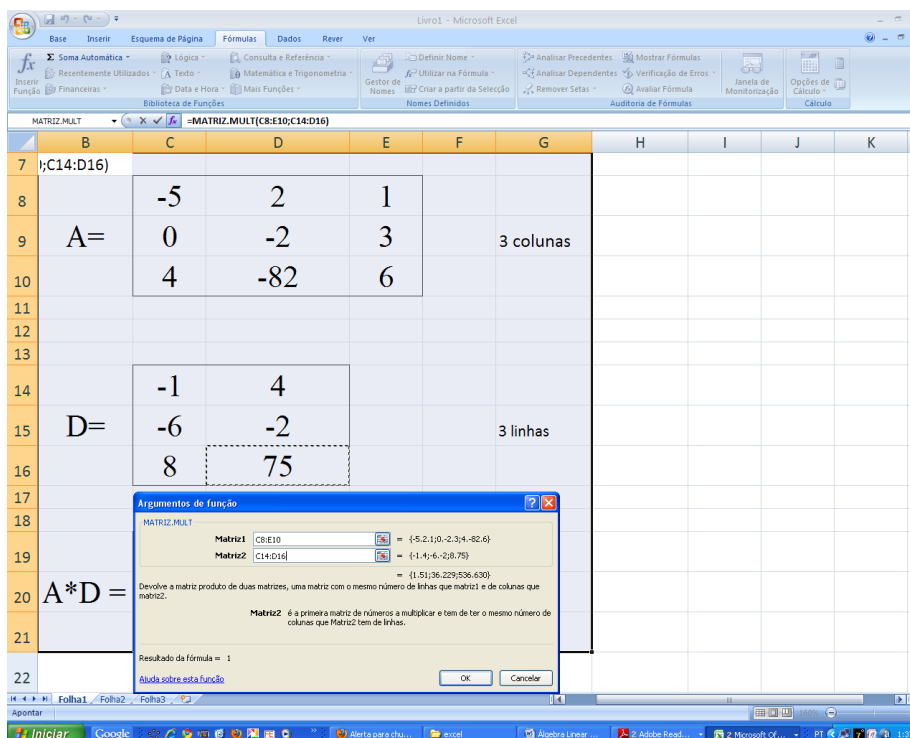 Livro1 - Microsoft Excel
Base Inserir Esquema de Página Fórmulas Dados Rever Ver
Σ Soma Automática Lógica Consulta e Referência Definir Nome Analisar Precedentes Mostrar Fórmulas
Recentemente Utilizados Texto Matemática e Trigonometria Utilizar na Fórmula Analisar Dependentes Verificação de Erros
Financeiras Data e Hora Mais Funções Criar a partir da Selecção Remover Setas Avaliar Fórmula
Inserir Função
Gestor de Nomes
Janela de Monitorização
Opções de Cálculo
Biblioteca de Funções Nomes Definidos Auditoria de Fórmulas Cálculo
MATRIZ.MULT =MATRIZ.MULT(C8:E10;C14:D16)
B C D E F G H I J K
7 ;C14:D16)
8 -5 2 1
9 A= 0 -2 3 3 colunas
10 4 -82 6
11
12
13
14 -1 4
15 D= -6 -2 3 linhas
16 8 75
17
18
19
20 A*D =
21
22
Argumentos de função
MATRIZ.MULT
Matriz1 C8:E10 = {-5.2.1;0.-2.3;4.-82.6}
Matriz2 C14:D16 = {-1.4;-6.-2;8.75}
= {1.51;36.229;536.630}
Devolve a matriz produto de duas matrizes, uma matriz com o mesmo número de linhas que matriz1 e de colunas que
matriz2.
Matriz2 é a primeira matriz de números a multiplicar e tem de ter o mesmo número de
colunas que Matriz2 tem de linhas.
Resultado da fórmula = 1
Ajuda sobre esta função OK Cancelar
Folha1 Folha2 Folha3
Apontar 160%
Iniciar Google Alerta para chu... excel Álgebra Linear ... 2 Adobe Read... 2 Microsoft Of... PT